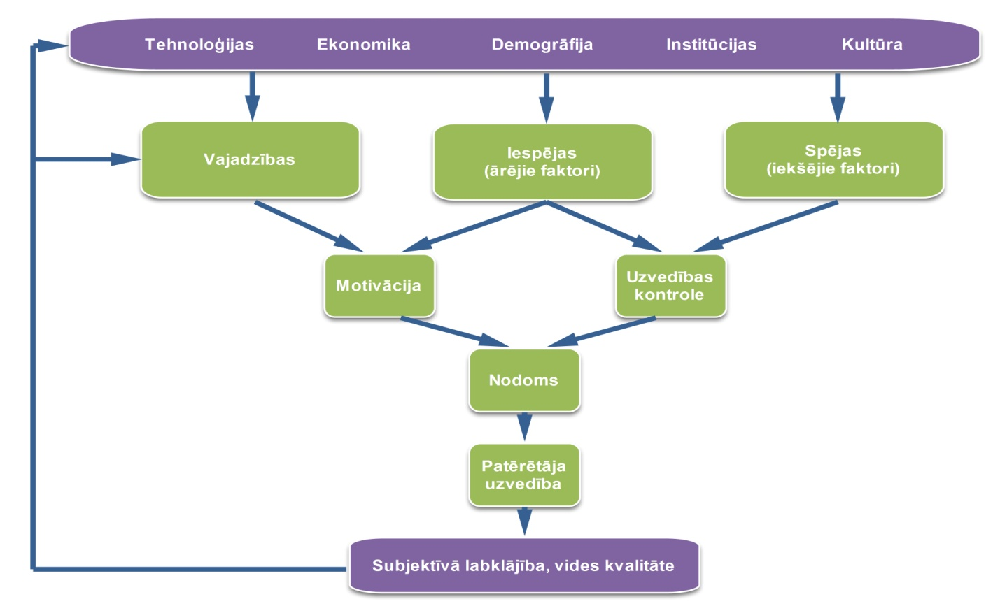 Tehnoloģijas Ekonomika Demogrāfija Institūcijas Kultūra
Vajadzības
Iespējas
(ārējie faktori)
Spējas
(iekšējie faktori)
Motivācija
Uzvedības
kontrole
Nodoms
Patērētāja
uzvedība
Subjektīvā labklājība, vides kvalitāte